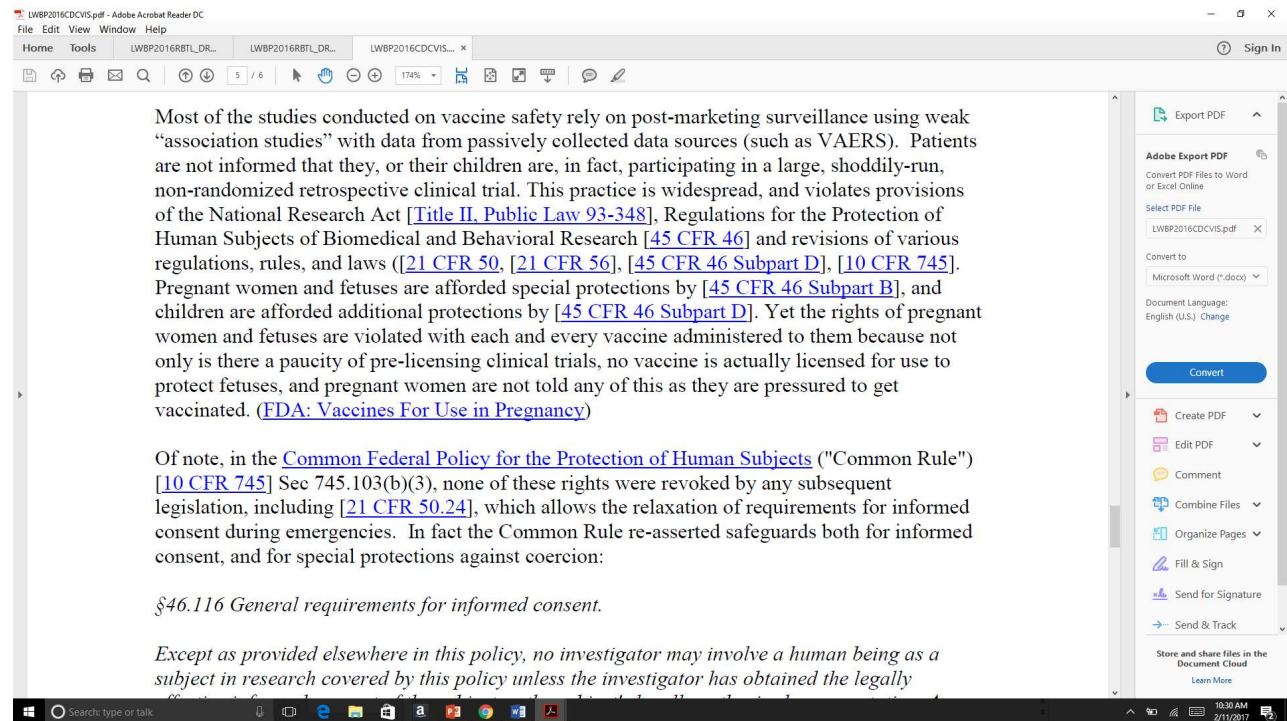 LWBP2016CDCVIS.pdf - Adobe Acrobat Reader DC
File Edit View Window Help
Home Tools LWBP2016RBTL_DR... LWBP2016RBTL_DR... LWBP2016CDCVIS.... × Sign In
5 / 6 174%
Most of the studies conducted on vaccine safety rely on post-marketing surveillance using weak
“association studies” with data from passively collected data sources (such as VAERS).  Patients
are not informed that they, or their children are, in fact, participating in a large, shoddily-run,
non-randomized retrospective clinical trial. This practice is widespread, and violates provisions
of the National Research Act [Title II, Public Law 93-348], Regulations for the Protection of
Human Subjects of Biomedical and Behavioral Research [45 CFR 46] and revisions of various
regulations, rules, and laws ([21 CFR 50, [21 CFR 56], [45 CFR 46 Subpart D], [10 CFR 745].
Pregnant women and fetuses are afforded special protections by [45 CFR 46 Subpart B], and
children are afforded additional protections by [45 CFR 46 Subpart D]. Yet the rights of pregnant
women and fetuses are violated with each and every vaccine administered to them because not
only is there a paucity of pre-licensing clinical trials, no vaccine is actually licensed for use to
protect fetuses, and pregnant women are not told any of this as they are pressured to get
vaccinated. (FDA: Vaccines For Use in Pregnancy)
Of note, in the Common Federal Policy for the Protection of Human Subjects ("Common Rule")
[10 CFR 745] Sec 745.103(b)(3), none of these rights were revoked by any subsequent
legislation, including [21 CFR 50.24], which allows the relaxation of requirements for informed
consent during emergencies.  In fact the Common Rule re-asserted safeguards both for informed
consent, and for special protections against coercion:
§46.116 General requirements for informed consent.
Except as provided elsewhere in this policy, no investigator may involve a human being as a
subject in research covered by this policy unless the investigator has obtained the legally
Export PDF
Adobe Export PDF
Convert PDF Files to Word
or Excel Online
Select PDF File
LWBP2016CDCVIS.pdf ×
Convert to
Microsoft Word (*.docx)
Document Language:
English (U.S.) Change
Convert
Create PDF
Edit PDF
Comment
Combine Files
Organize Pages
Fill & Sign
Send for Signature
Send & Track
Store and share files in the
Document Cloud
Learn More
Search: type or talk
10:30 AM
2/11/2017